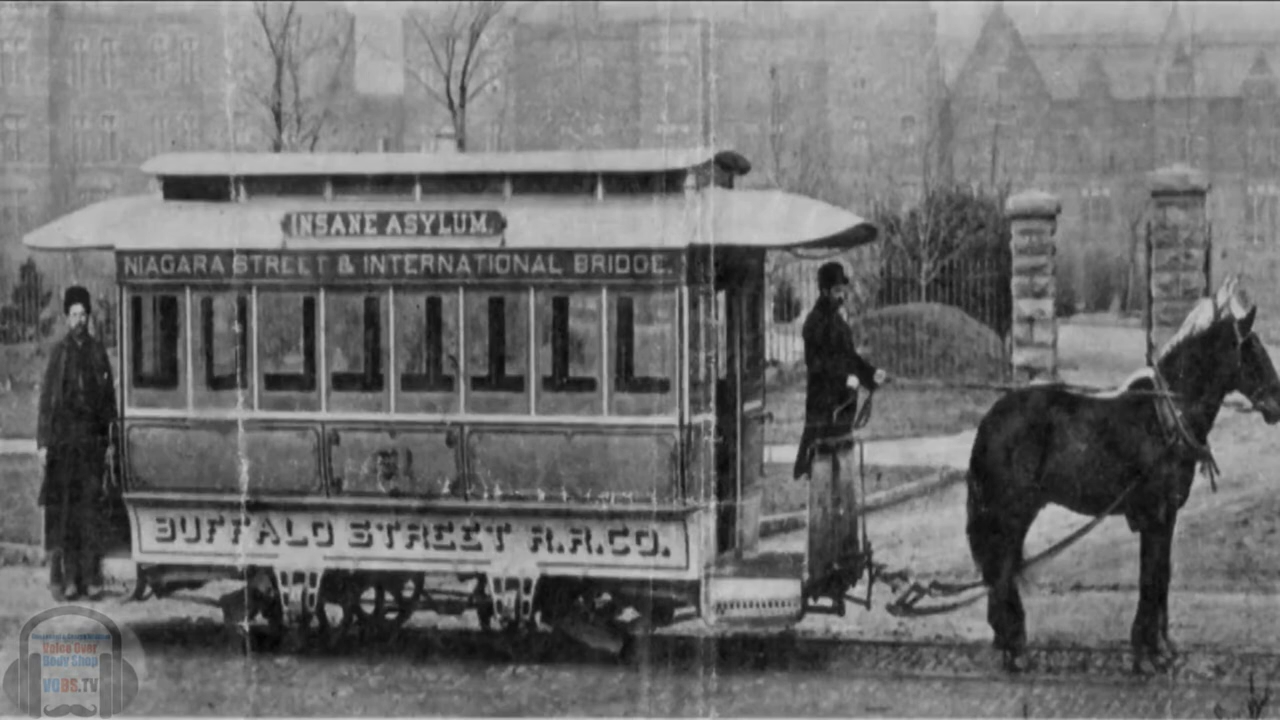 INSANE ASYLUM.
NIAGARA STREET & INTERNATIONAL BRIDGE.
BUFFALO STREET R.R.CO.
Voice Over
Body Shop
VOBS.TV